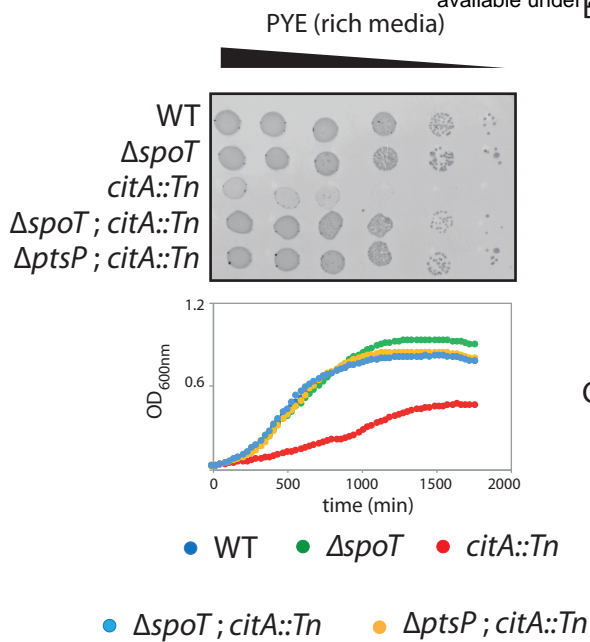 available under
PYE (rich media)
WT
ΔspoT
citA::Tn
ΔspoT ; citA::Tn
ΔptsP ; citA::Tn
1.2
0.6
OD600nm
0 500 1000 1500 2000
time (min)
WT ΔspoT citA::Tn
ΔspoT ; citA::Tn ΔptsP ; citA::Tn